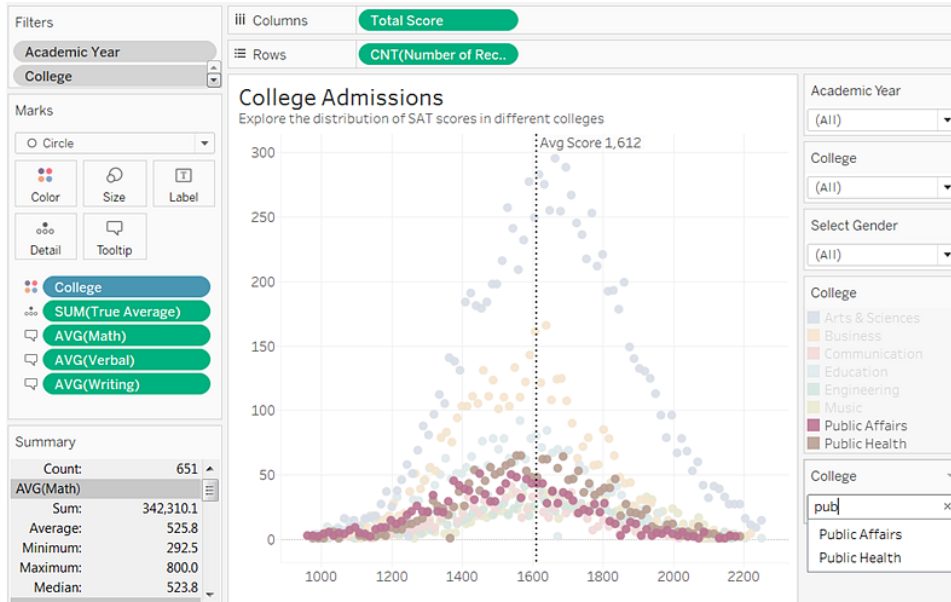 Filters
Academic Year
College
Marks
Circle
Color
Size
Label
Detail
Tooltip
College
SUM(True Average)
AVG(Math)
AVG(Verbal)
AVG(Writing)
Summary
Count: 651
AVG(Math)
Sum: 342,310.1
Average: 525.8
Minimum: 292.5
Maximum: 800.0
Median: 523.8
Columns
Total Score
Rows
CNT(Number of Rec..
College Admissions
Explore the distribution of SAT scores in different colleges
Avg Score 1,612
300
250
200
150
100
50
0
1000 1200 1400 1600 1800 2000 2200
Academic Year
(All)
College
(All)
Select Gender
(All)
College
Arts & Sciences
Business
Communication
Education
Engineering
Music
Public Affairs
Public Health
College
pub
Public Affairs
Public Health